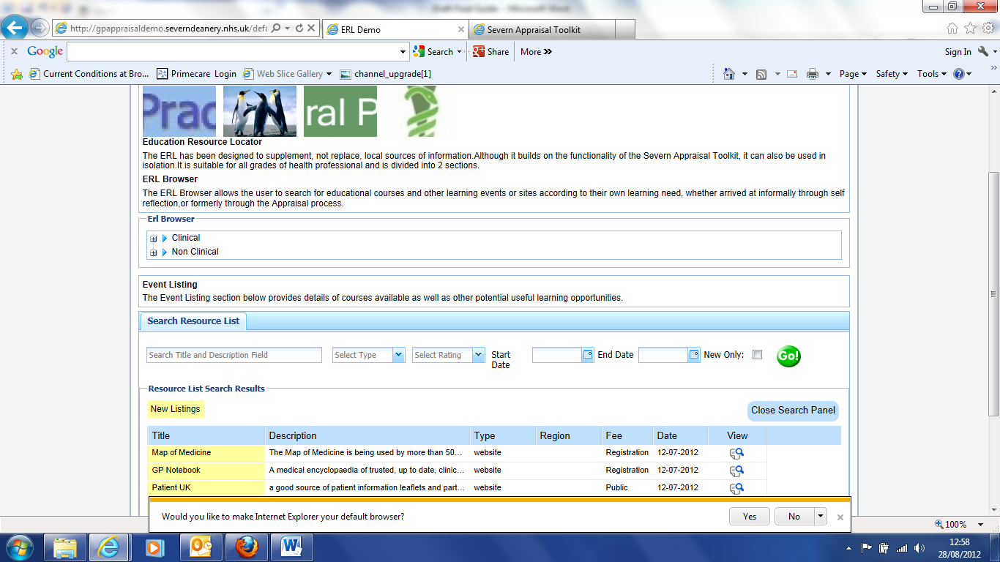 Draft Final Guide - Microsoft Word
http://gpappraisaldemo.severndeanery.nhs.uk/defa
ERL Demo
Severn Appraisal Toolkit
Google
Search
Share
More
Sign In
Current Conditions at Bro...
Primecare Login
Web Slice Gallery
channel_upgrade[1]
Page
Safety
Tools
Prac
ral P
Education Resource Locator
The ERL has been designed to supplement, not replace, local sources of information.Although it builds on the functionality of the Severn Appraisal Toolkit, it can also be used in
isolation.It is suitable for all grades of health professional and is divided into 2 sections.
ERL Browser
The ERL Browser allows the user to search for educational courses and other learning events or sites according to their own learning need, whether arrived at informally through self
reflection,or formerly through the Appraisal process.
Erl Browser
Clinical
Non Clinical
Event Listing
The Event Listing section below provides details of courses available as well as other potential useful learning opportunities.
Search Resource List
Search Title and Description Field
Select Type
Select Rating
Start
Date
End Date
New Only:
Go!
Resource List Search Results
New Listings
Close Search Panel
Title Description Type Region Fee Date View
Map of Medicine The Map of Medicine is being used by more than 50... website Registration 12-07-2012
GP Notebook A medical encyclopaedia of trusted, up to date, clinic... website Registration 12-07-2012
Patient UK a good source of patient information leaflets and part... website Public 12-07-2012
Would you like to make Internet Explorer your default browser?
Yes
No
100%
12:58
28/08/2012